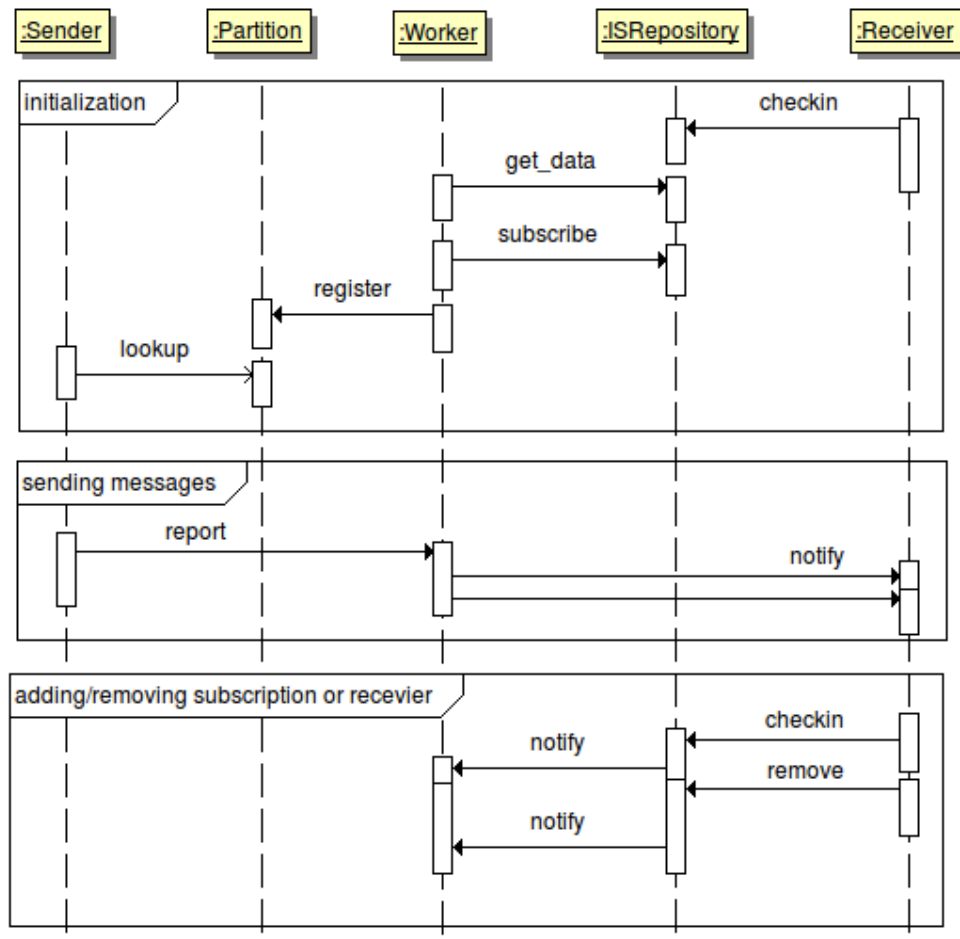 :Sender
:Partition
:Worker
:ISRepository
:Receiver
initialization
checkin
get_data
subscribe
register
lookup
sending messages
report
notify
adding/removing subscription or recevier
checkin
notify
remove
notify